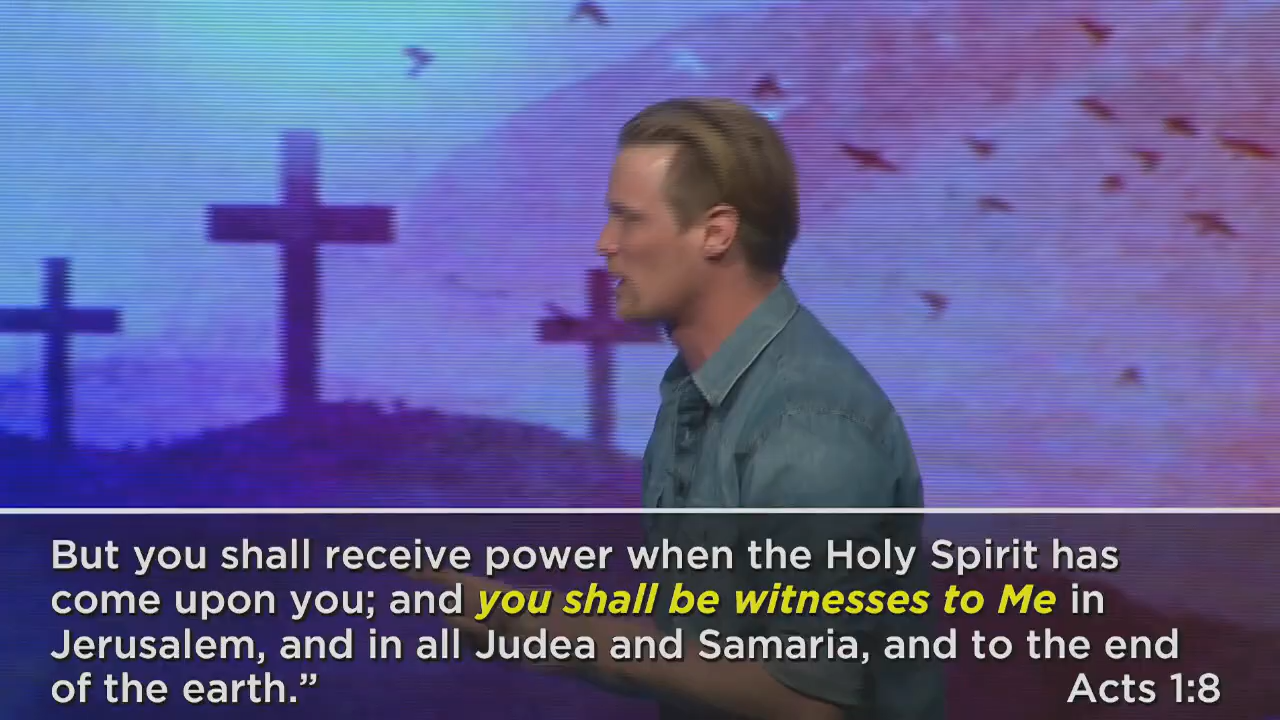 But you shall receive power when the Holy Spirit has
come upon you; and you shall be witnesses to Me in
Jerusalem, and in all Judea and Samaria, and to the end
of the earth.”
Acts 1:8